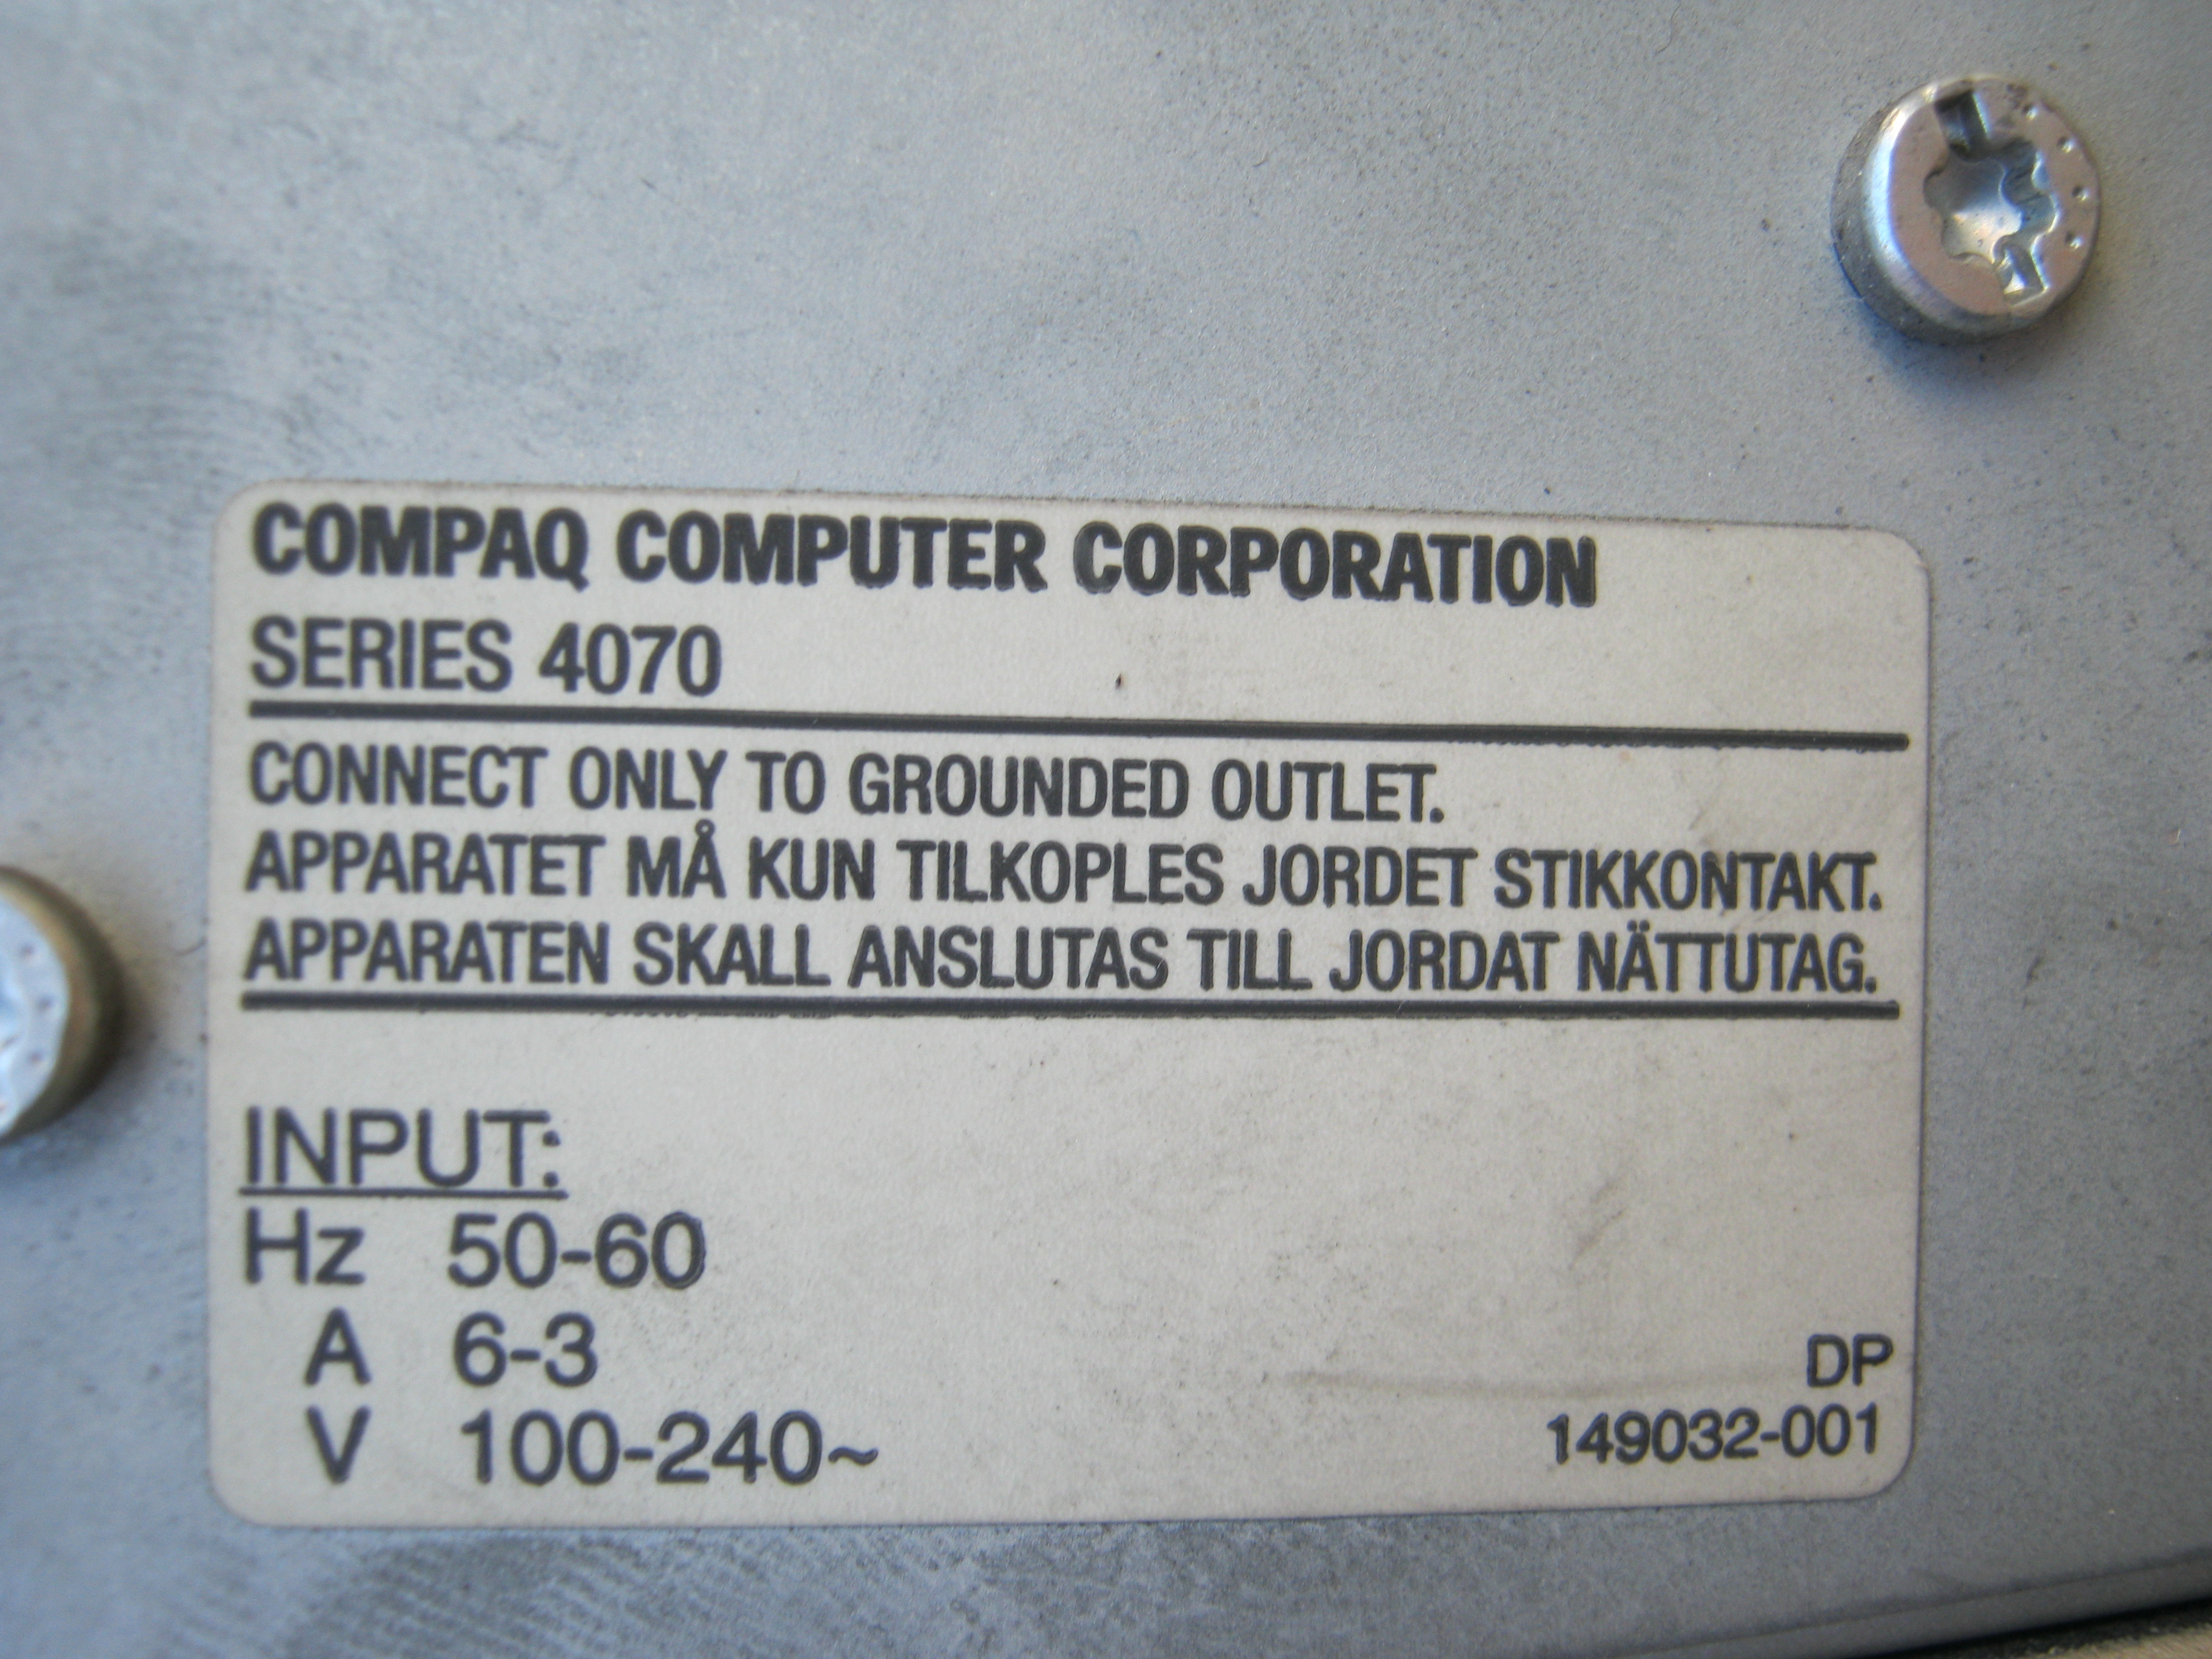 COMPAQ COMPUTER CORPORATION
SERIES 4070
CONNECT ONLY TO GROUNDED OUTLET.
APPARATET MÅ KUN TILKOPLES JORDET STIKKONTAKT.
APPARATEN SKALL ANSLUTAS TILL JORDAT NÄTTUTAG.
INPUT:
Hz 50-60
A 6-3
V 100-240~
DP
149032-001